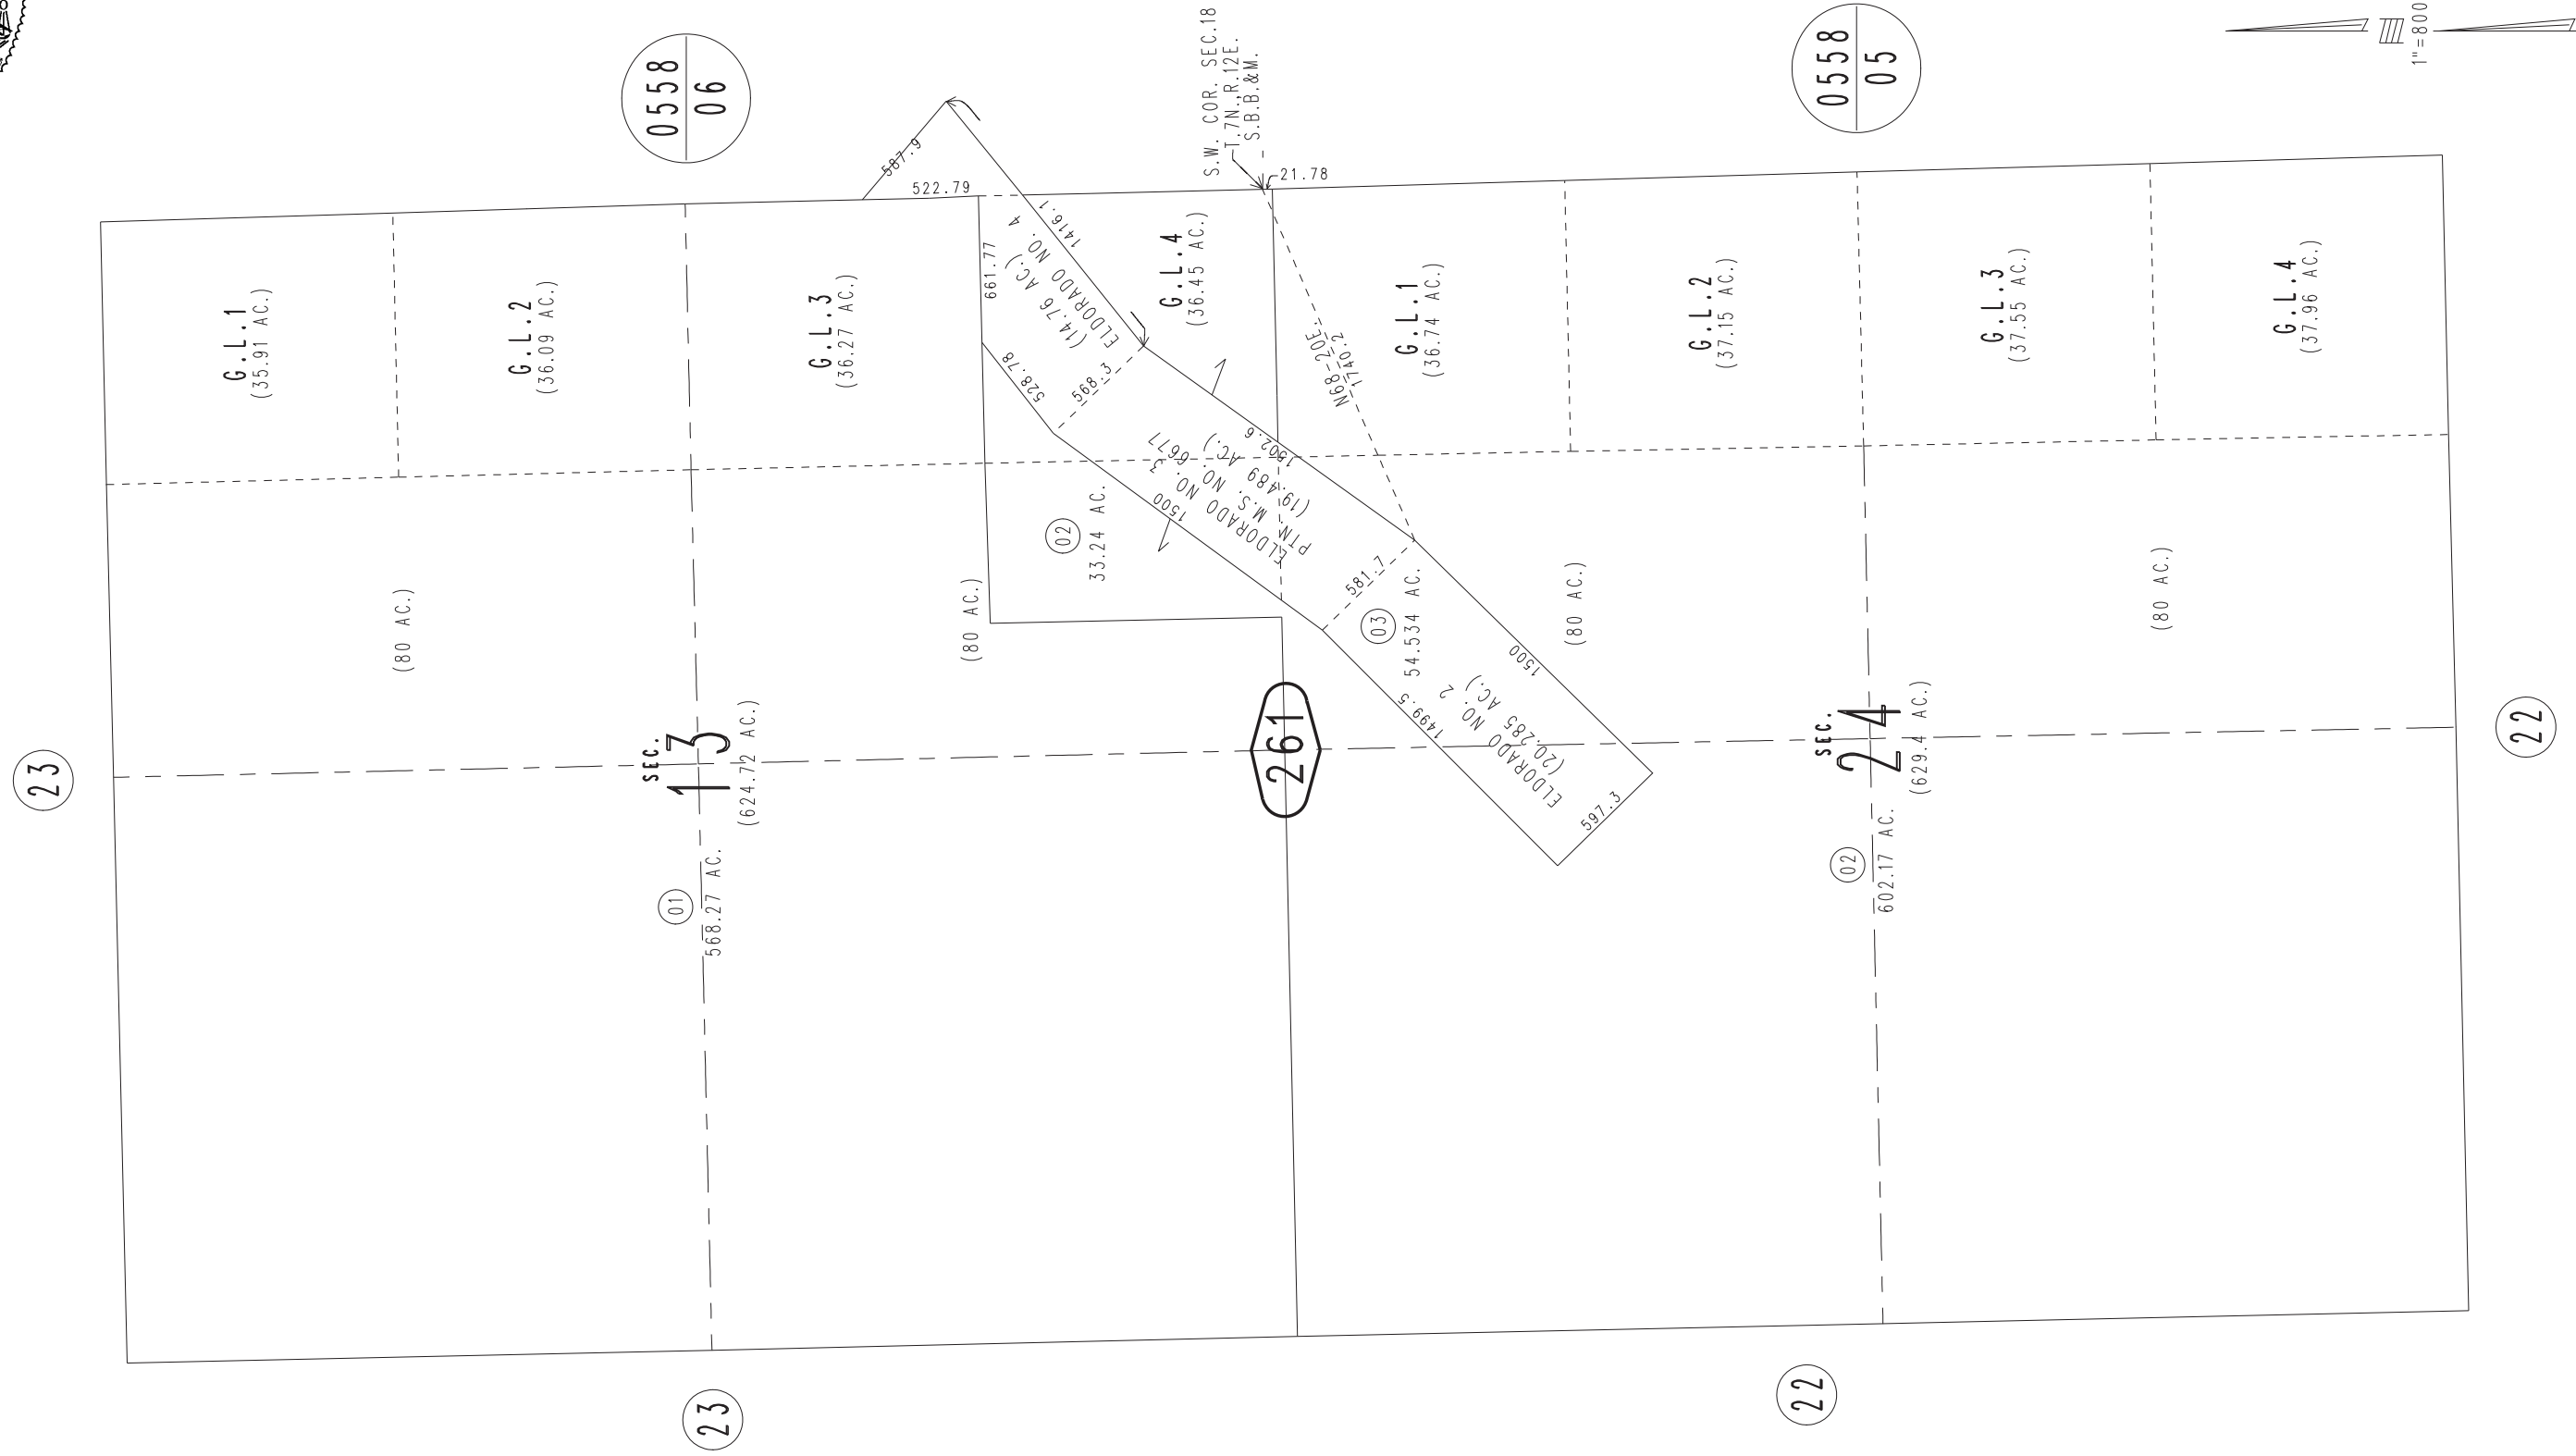 0558
06
0558
05
1"=800
S.W. COR. SEC.18
T.7N.,R.12E.
S.B.B.&M.
587.9
522.79
21.78
661.77
1416.1
528.78
568.3
ELDORADO NO. 4
(14.76 AC.)
G.L.1
(35.91 AC.)
G.L.2
(36.09 AC.)
G.L.3
(36.27 AC.)
G.L.4
(36.45 AC.)
G.L.1
(36.74 AC.)
G.L.2
(37.15 AC.)
G.L.3
(37.55 AC.)
G.L.4
(37.96 AC.)
N68-20E.
1740.2
1502.6
1500
ELDORADO NO. 3
PTN. M.S. NO. 6677
(19.489 AC.)
02
33.24 AC.
581.7
03
54.534 AC.
1500
1499.5
ELDORADO NO. 2
(20.285 AC.)
597.3
(80 AC.)
(80 AC.)
(80 AC.)
(80 AC.)
SEC.
13
(624.72 AC.)
261
SEC.
24
(629.4 AC.)
01
568.27 AC.
02
602.17 AC.
23
22
23
22